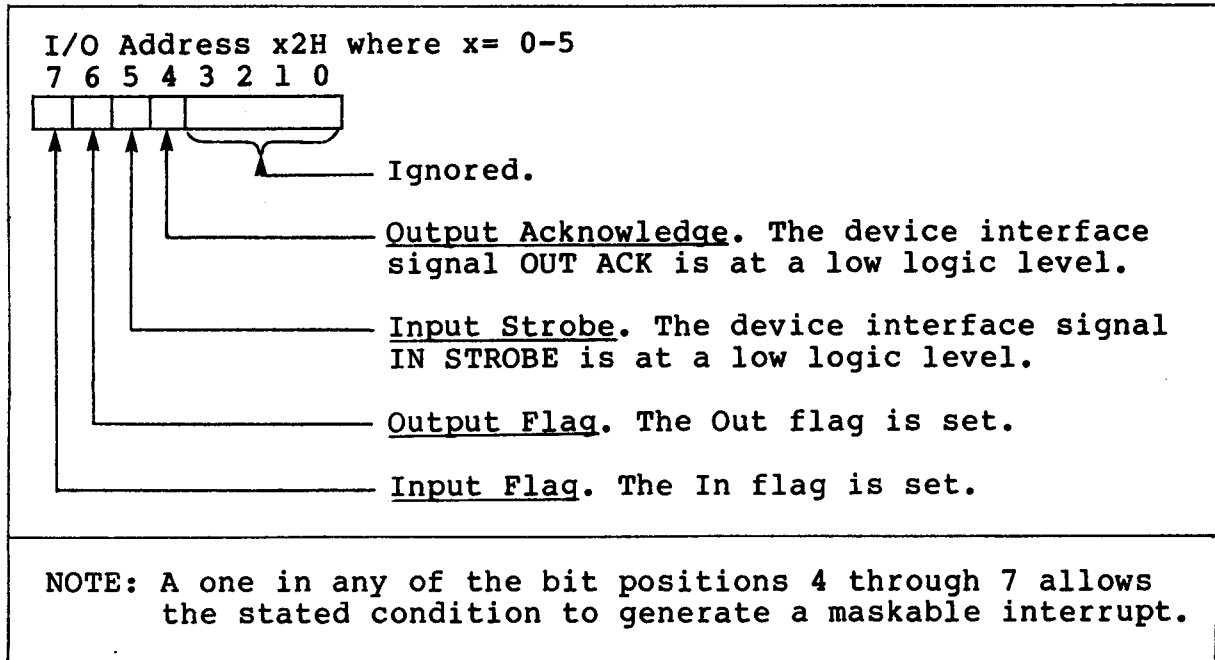 I/O Address x2H where x= 0-5
7 6 5 4 3 2 1 0
Ignored.
Output Acknowledge. The device interface
signal OUT ACK is at a low logic level.
Input Strobe. The device interface signal
IN STROBE is at a low logic level.
Output Flag. The Out flag is set.
Input Flag. The In flag is set.
NOTE: A one in any of the bit positions 4 through 7 allows
the stated condition to generate a maskable interrupt.